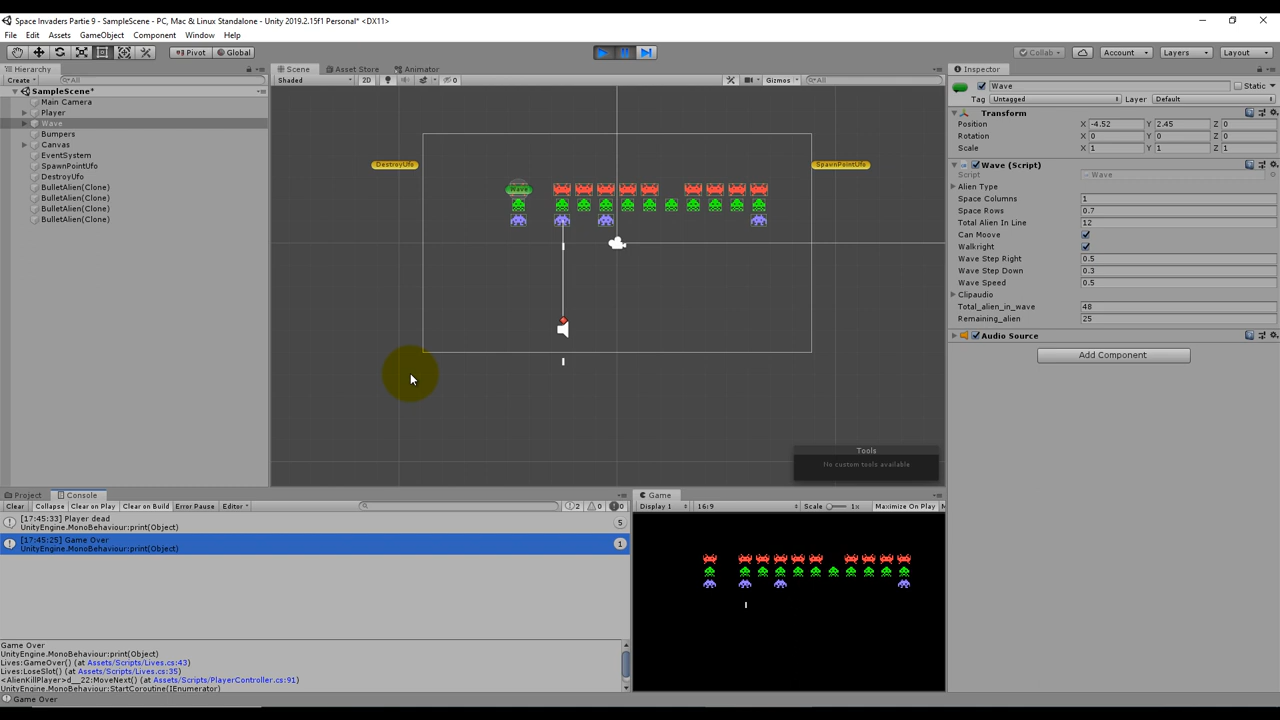 Space Invaders Partie 9 - SampleScene - PC, Mac & Linux Standalone - Unity 2019.2.15f1 Personal* <DX11>
File Edit Assets GameObject Component Window Help
Pivot Global Collab Account Layers Layout
Hierarchy
Create All
SampleScene*
Main Camera
Player
Wave
Bumpers
Canvas
EventSystem
SpawnPointUfo
DestroyUfo
BulletAlien(Clone)
BulletAlien(Clone)
BulletAlien(Clone)
BulletAlien(Clone)
Scene Asset Store Animator
Shaded 2D 0 Gizmos All
DestroyUfo
SpawnPointUfo
Wave
Tools
No custom tools available
Inspector
Wave Static
Tag Untagged Layer Default
Transform
Position X -4.52 Y 2.45 Z 0
Rotation X 0 Y 0 Z 0
Scale X 1 Y 1 Z 1
Wave (Script)
Script Wave
Alien Type
Space Columns 1
Space Rows 0.7
Total Alien In Line 12
Can Moove
Walkright
Wave Step Right 0.5
Wave Step Down 0.3
Wave Speed 0.5
Clipaudio
Total_alien_in_wave 48
Remaining_alien 25
Audio Source
Add Component
Project Console
Clear Collapse Clear on Play Clear on Build Error Pause Editor 2 0 0
[17:45:33] Player dead
UnityEngine.MonoBehaviour:print(Object)
5
[17:45:25] Game Over
UnityEngine.MonoBehaviour:print(Object)
1
Game Over
UnityEngine.MonoBehaviour:print(Object)
Lives:GameOver() (at Assets/Scripts/Lives.cs:43)
Lives:LoseSlot() (at Assets/Scripts/Lives.cs:35)
<AlienKillPlayer>d__22:MoveNext() (at Assets/Scripts/PlayerController.cs:91)
UnityEngine.MonoBehaviour:StartCoroutine(IEnumerator)
Game Over
Game
Display 1 16:9 Scale 1x Maximize On Play